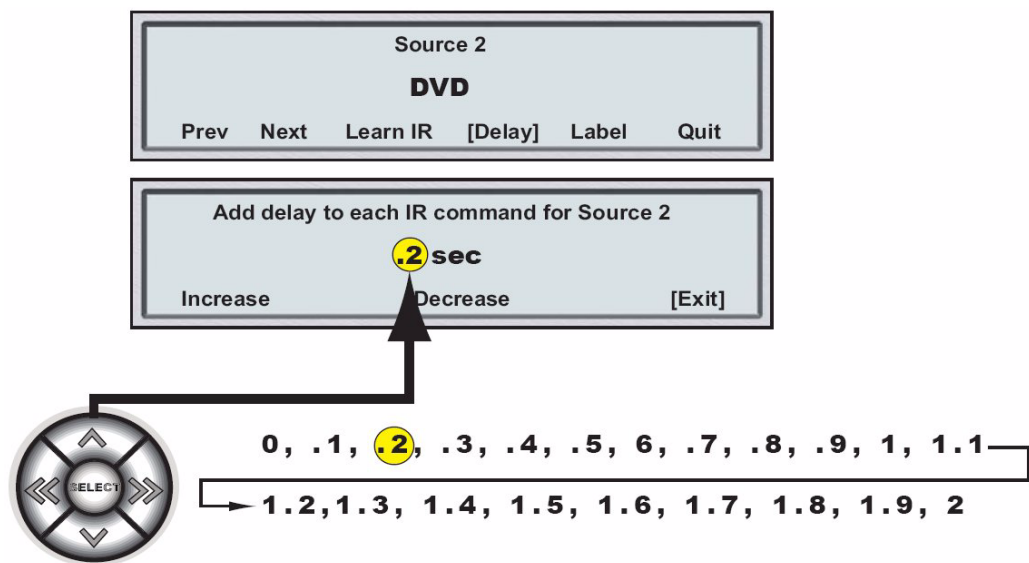 Source 2
DVD
Prev Next Learn IR [Delay] Label Quit
Add delay to each IR command for Source 2
.2 sec
Increase Decrease [Exit]
SELECT
0, .1, .2, .3, .4, .5, 6, .7, .8, .9, 1, 1.1
1.2,1.3, 1.4, 1.5, 1.6, 1.7, 1.8, 1.9, 2